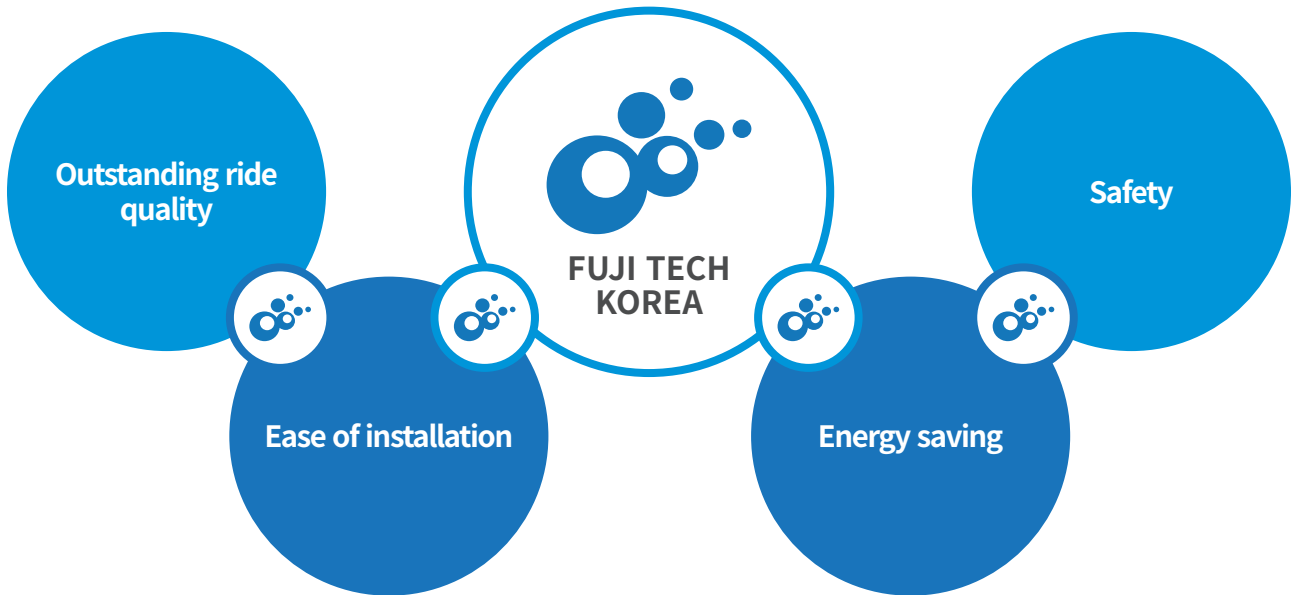 Outstanding ride
quality
Ease of installation
FUJI TECH
KOREA
Energy saving
Safety